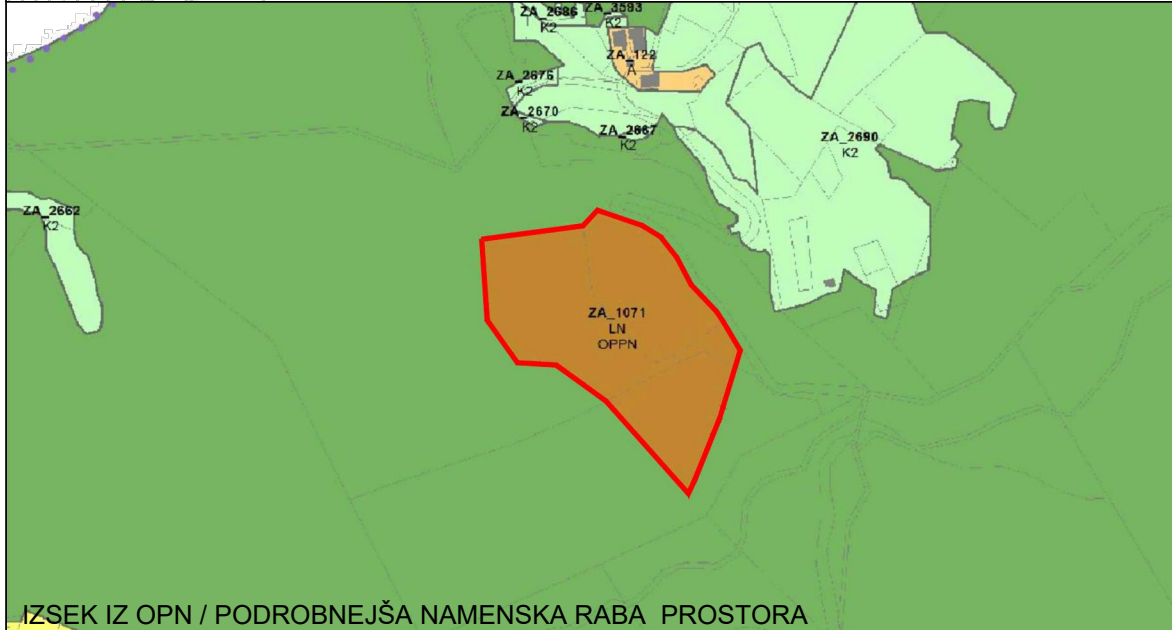 ZA_2686
K2
ZA_3593
K2
ZA_122
A
ZA_2676
K2
ZA_2670
K2
ZA_2667
K2
ZA_2690
K2
ZA_2662
K2
ZA_1071
LN
OPPN
IZSEK IZ OPN / PODROBNEJŠA NAMENSKA RABA PROSTORA